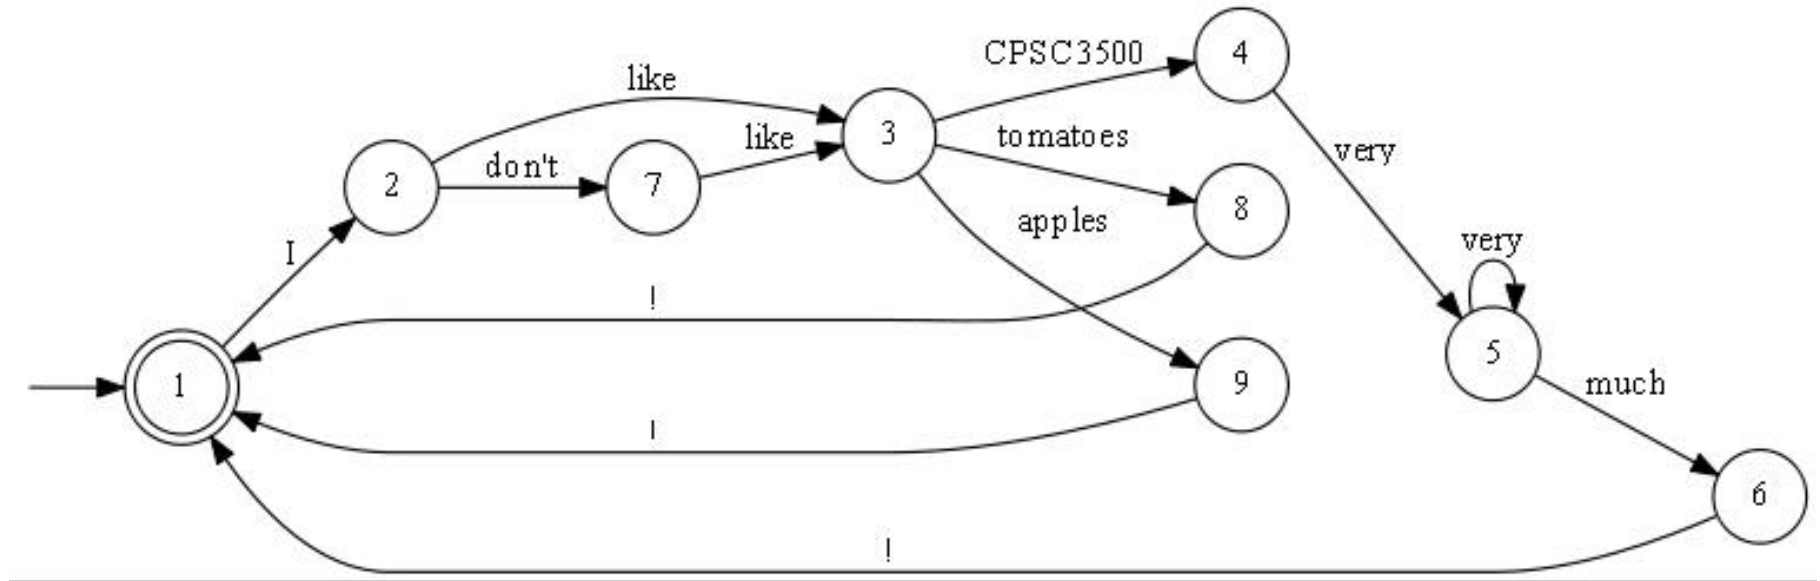 CPSC3500
4
like
like
tomatoes
3
very
2
don't
7
8
apples
very
I
!
5
1
9
much
!
6
!